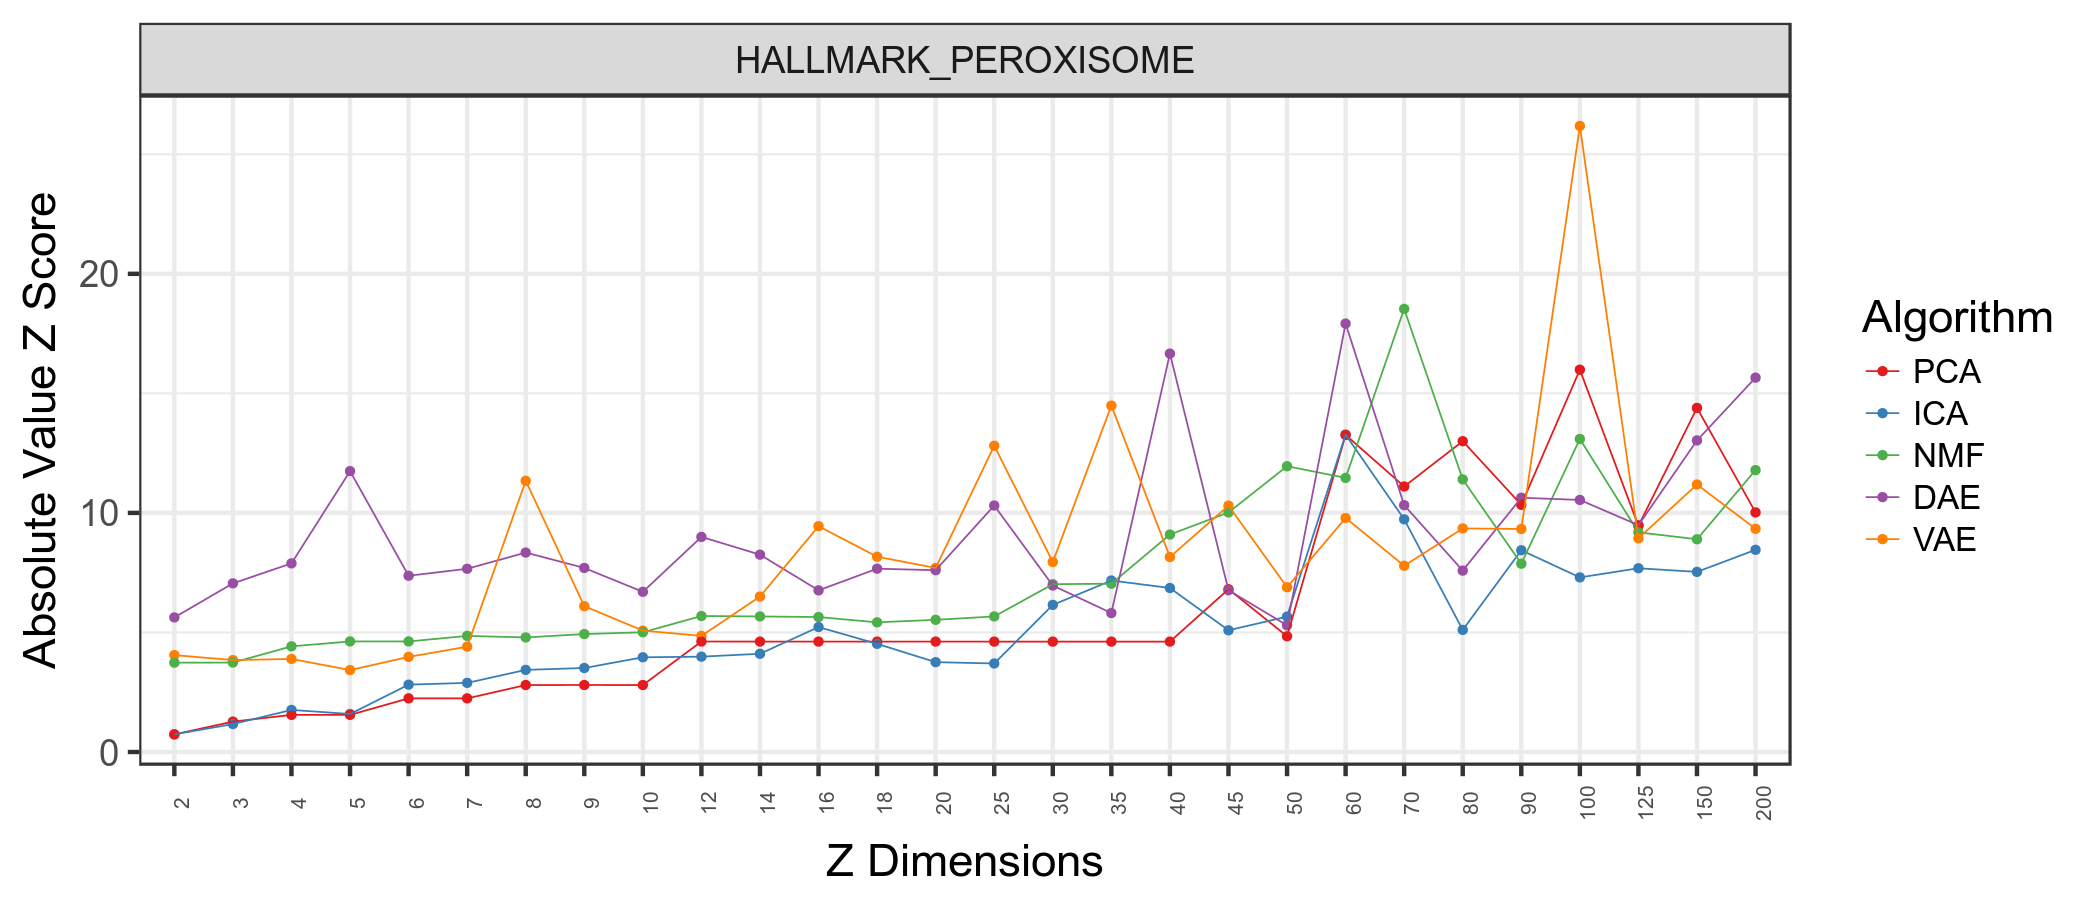 HALLMARK_PEROXISOME
Absolute Value Z Score
20
10
0
2 3 4 5 6 7 8 9 10 12 14 16 18 20 25 30 35 40 45 50 60 70 80 90 100 125 150 200
Z Dimensions
Algorithm
PCA
ICA
NMF
DAE
VAE